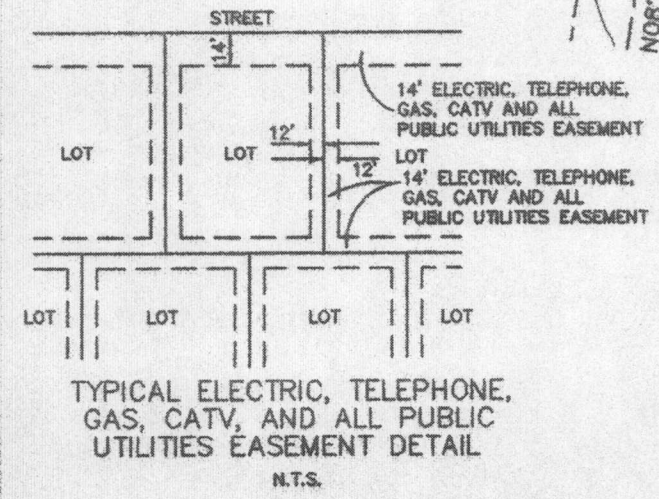 STREET
14'
14' ELECTRIC, TELEPHONE,
GAS, CATV AND ALL
PUBLIC UTILITIES EASEMENT
12'
LOT
LOT
LOT
12'
14' ELECTRIC, TELEPHONE,
GAS, CATV AND ALL
PUBLIC UTILITIES EASEMENT
LOT
LOT
LOT
LOT
TYPICAL ELECTRIC, TELEPHONE,
GAS, CATV, AND ALL PUBLIC
UTILITIES EASEMENT DETAIL
N.T.S.